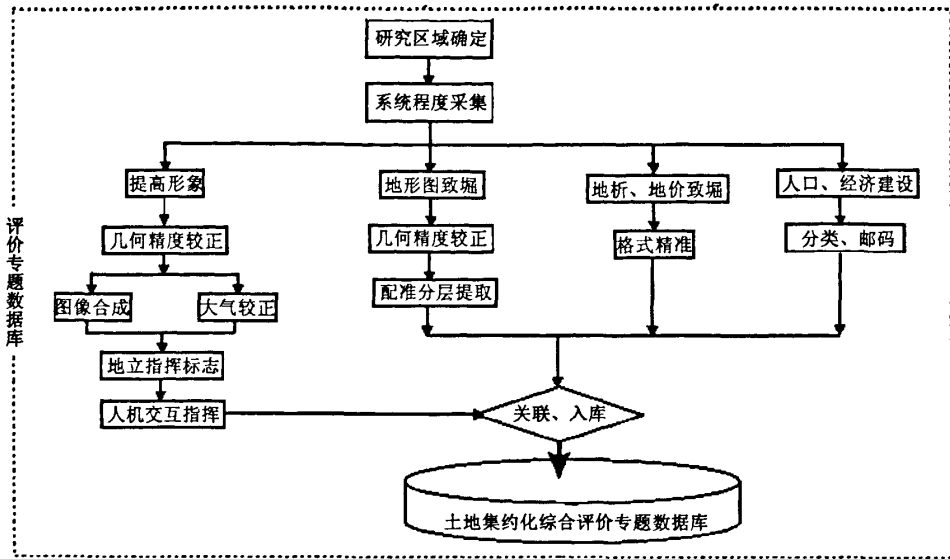 研究区域确定
系统程度采集
提高形象
地形图致堀
地析、地价致堀
人口、经济建设
几何精度较正
几何精度较正
格式精准
分类、邮码
图像合成
大气较正
配准分层提取
地立指挥标志
人机交互指挥
关联、入库
土地集约化综合评价专题数据库
评价专题数据库